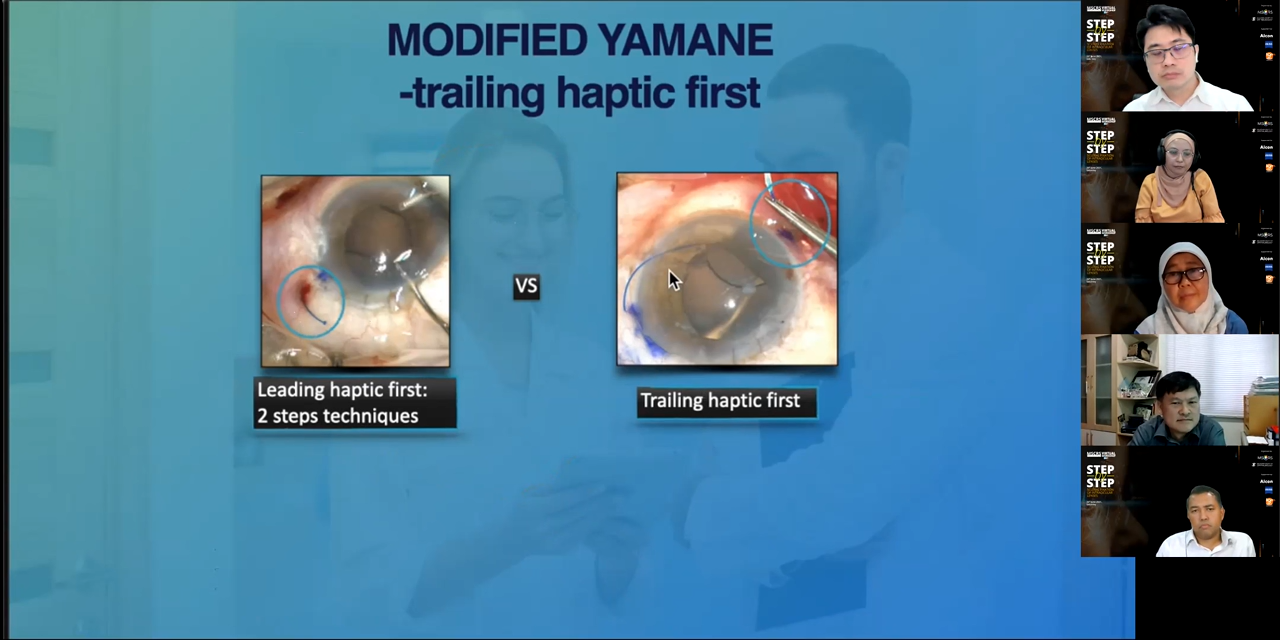 MODIFIED YAMANE
-trailing haptic first
VS
Leading haptic first:
2 steps techniques
Trailing haptic first
STEP
STEP
Alcon
STEP
STEP
Alcon
STEP
STEP
Alcon
STEP
STEP
Alcon